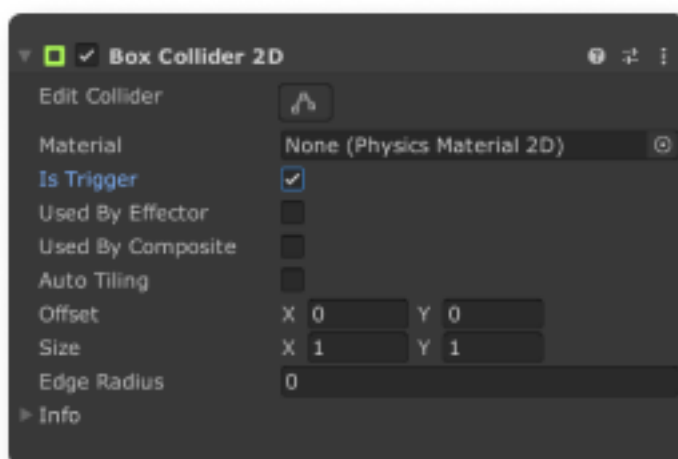 Box Collider 2D
Edit Collider
Material None (Physics Material 2D)
Is Trigger
Used By Effector
Used By Composite
Auto Tiling
Offset X 0 Y 0
Size X 1 Y 1
Edge Radius 0
Info